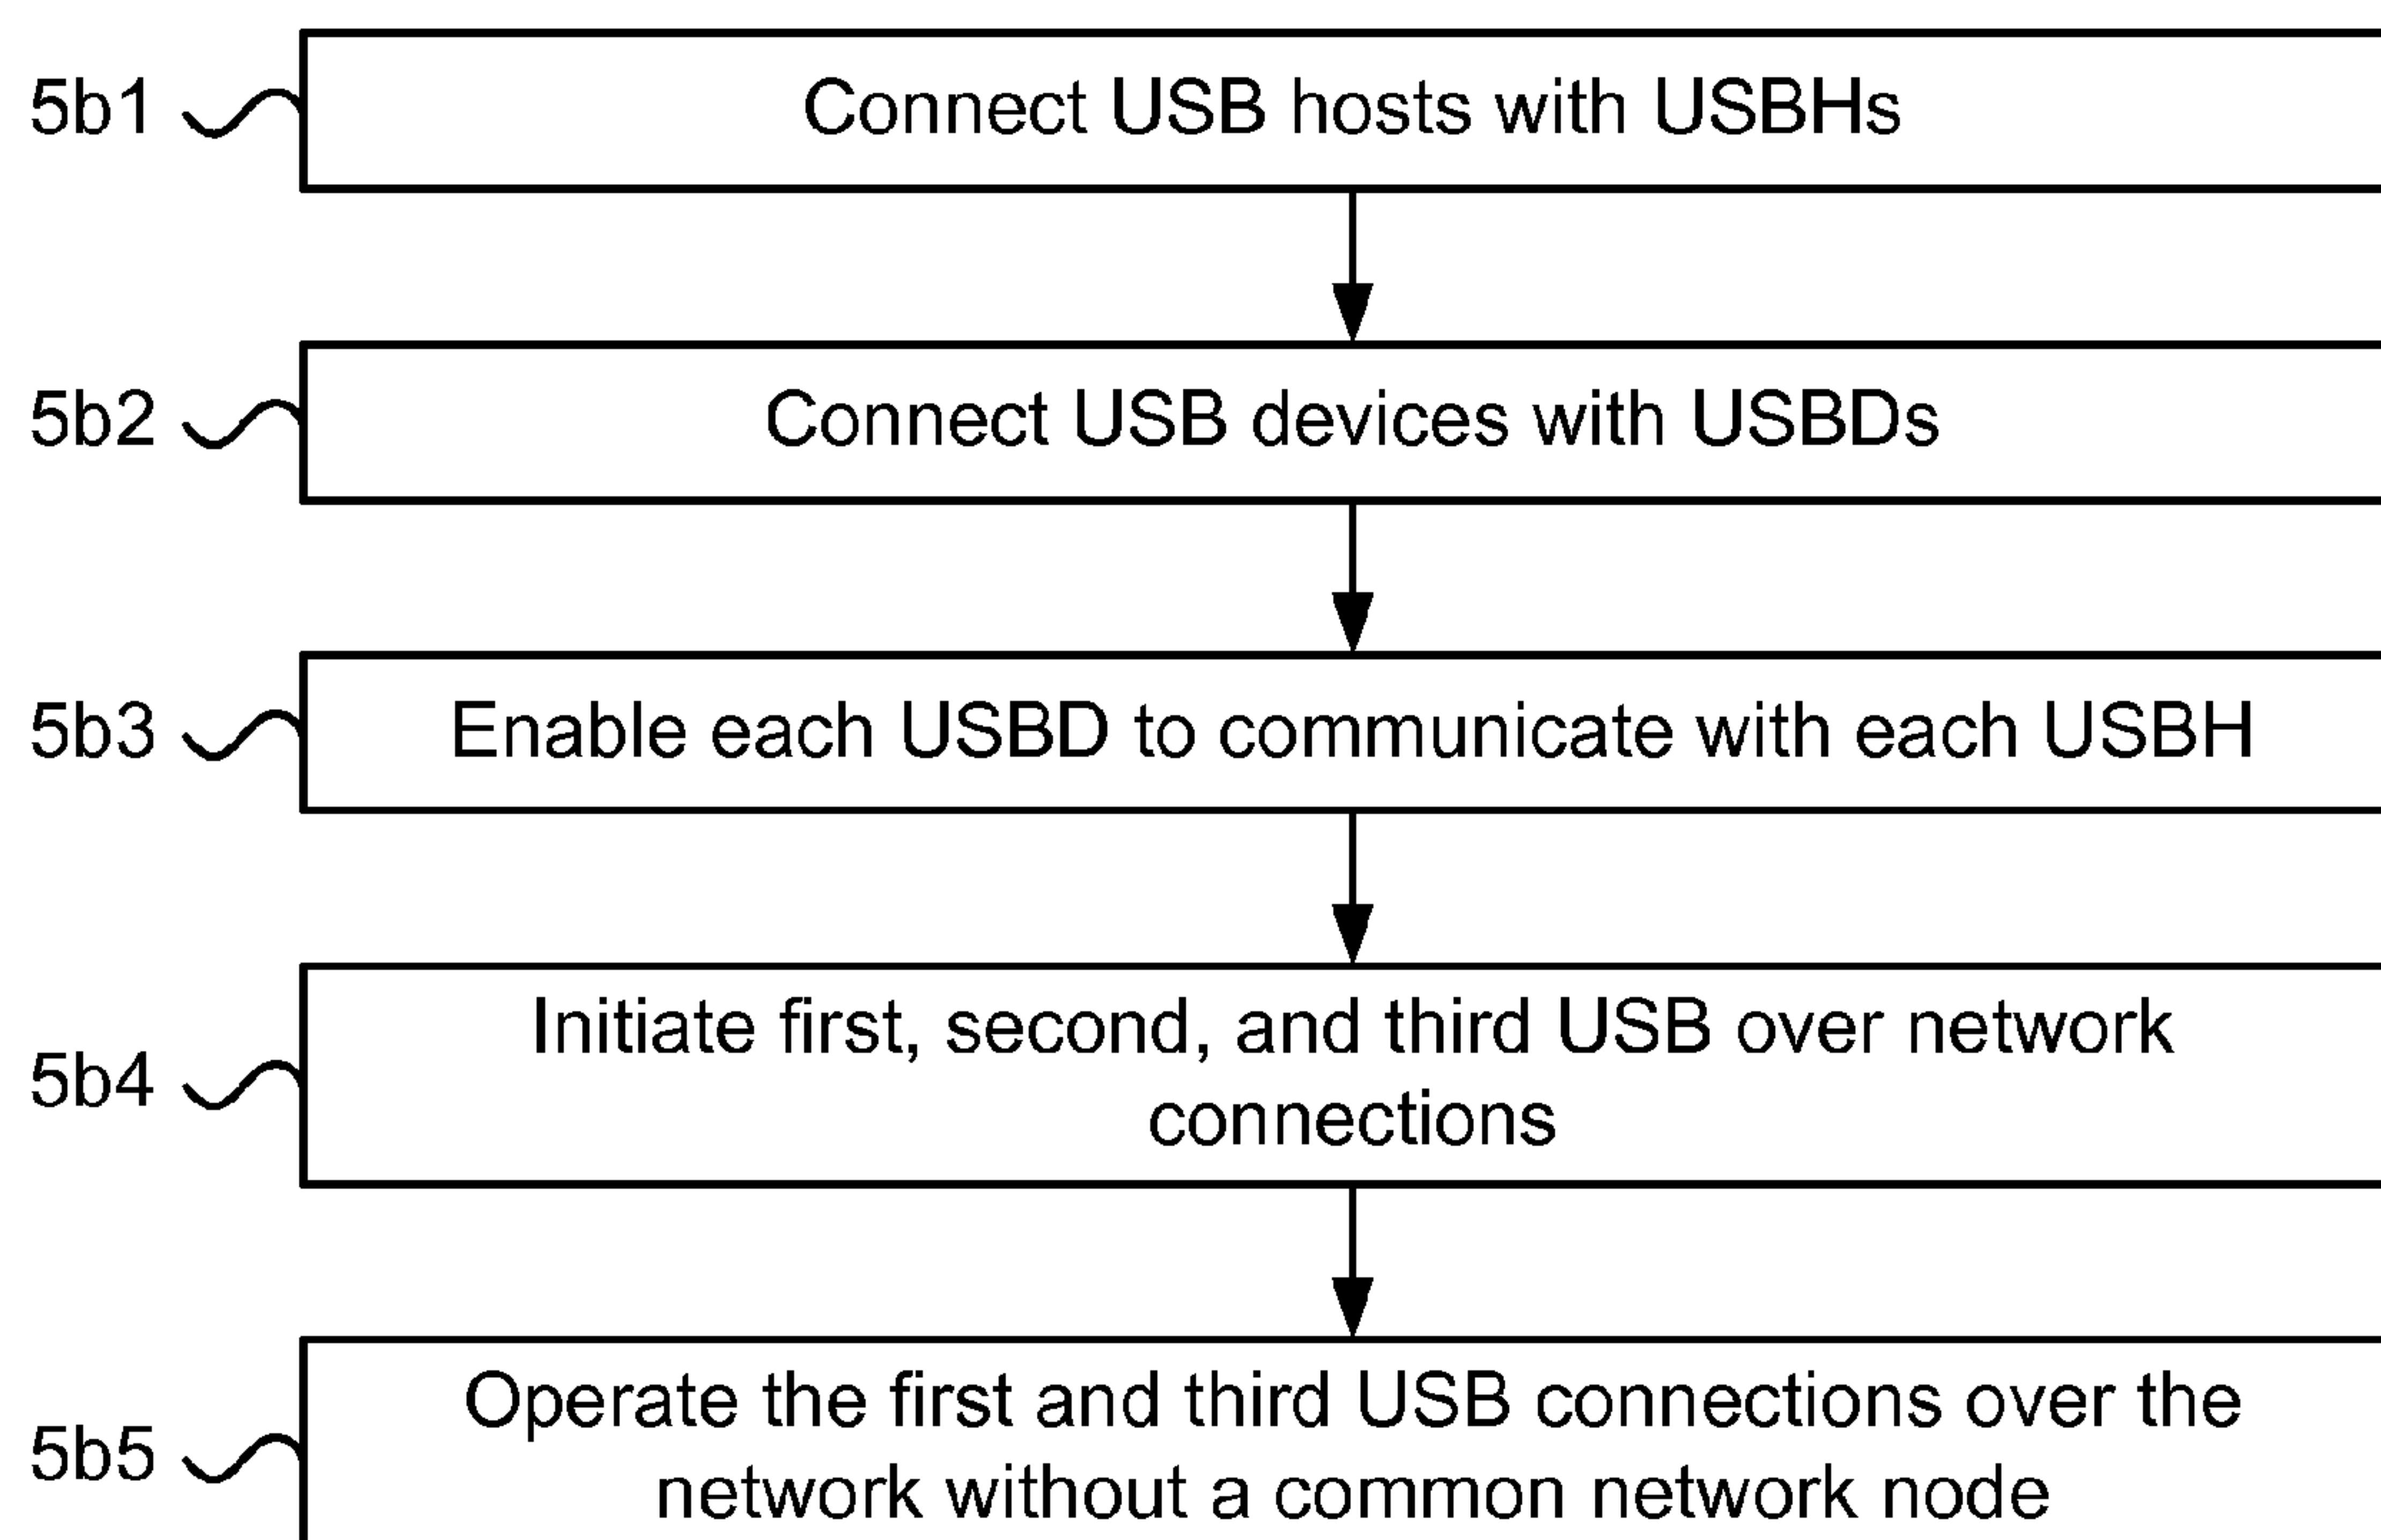 5b1 Connect USB hosts with USBHs
5b2 Connect USB devices with USBDs
5b3 Enable each USBD to communicate with each USBH
Initiate first, second, and third USB over network
5b4
connections
Operate the first and third USB connections over the
5b5
network without a common network node